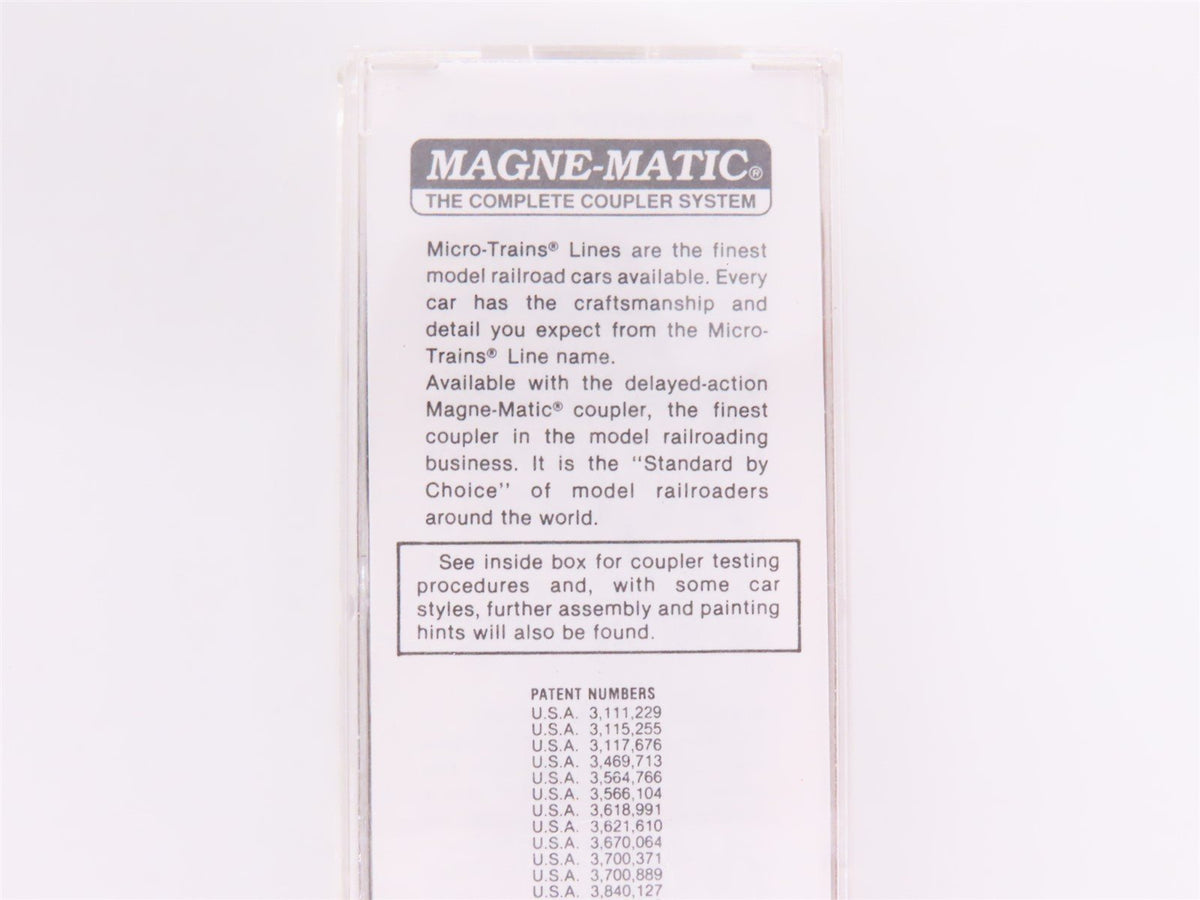 MAGNE-MATIC®
THE COMPLETE COUPLER SYSTEM
Micro-Trains® Lines are the finest
model railroad cars available. Every
car has the craftsmanship and
detail you expect from the Micro-
Trains® Line name.
Available with the delayed-action
Magne-Matic® coupler, the finest
coupler in the model railroading
business. It is the "Standard by
Choice" of model railroaders
around the world.
See inside box for coupler testing
procedures and, with some car
styles, further assembly and painting
hints will also be found.
PATENT NUMBERS
U.S.A. 3,111,229
U.S.A. 3,115,255
U.S.A. 3,117,676
U.S.A. 3,469,713
U.S.A. 3,564,766
U.S.A. 3,566,104
U.S.A. 3,618,991
U.S.A. 3,621,610
U.S.A. 3,670,064
U.S.A. 3,700,371
U.S.A. 3,700,889
U.S.A. 3,840,127